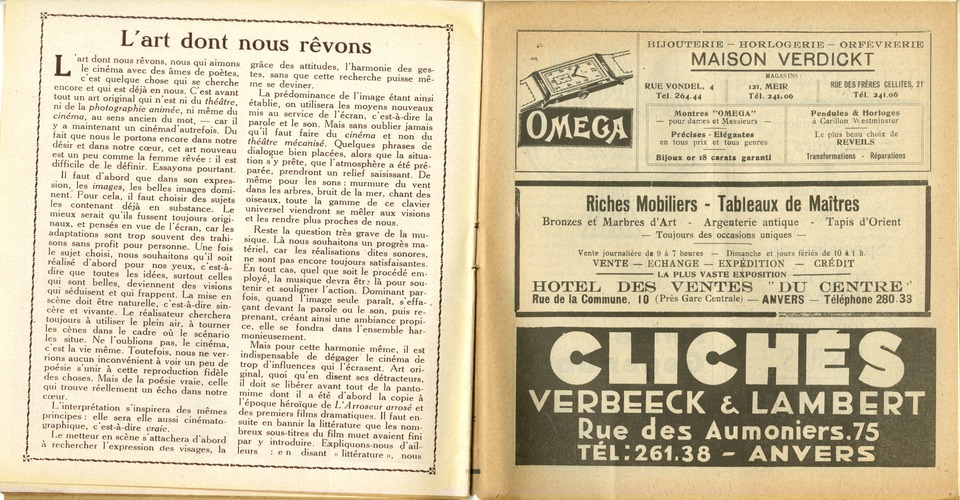 L'art dont nous rêvons
L'art dont nous rêvons, nous qui aimons
le cinéma avec des âmes de poètes,
c'est quelque chose qui se cherche
encore et qui est déjà en nous. C'est avant
tout un art original qui n'est ni du théâtre,
ni de la photographie animée, ni même du
cinéma, au sens ancien du mot, — car il
y a maintenant un cinémad'autrefois. Du
fait que nous le portons encore dans notre
désir et dans notre cœur, cet art nouveau
est un peu comme la femme rêvée : il est
difficile de le définir. Essayons pourtant.
Il faut d'abord que dans son expres-
sion, les images, les belles images domi-
nent. Pour cela, il faut choisir des sujets
les contenant déjà en substance. Le
mieux serait qu'ils fussent toujours origi-
naux, et pensés en vue de l'écran, car les
adaptations sont trop souvent des trahi-
sons sans profit pour personne. Une fois
le sujet choisi, nous souhaitons qu'il soit
réalisé d'abord pour nos yeux, c'est-à-
dire que toutes les idées, surtout celles
qui sont belles, deviennent des visions
qui séduisent et qui frappent. La mise en
scène doit être naturelle, c'est-à-dire sin-
cère et vivante. Le réalisateur cherchera
toujours à utiliser le plein air, à tourner
les cènes dans le cadre où le scénario
les situe. Ne l'oublions pas, le cinéma,
c'est la vie même. Toutefois, nous ne ver-
rions aucun inconvénient à voir un peu de
poésie s'unir à cette reproduction fidèle
des choses. Mais de la poésie vraie, celle
qui trouve réellement un écho dans notre
cœur.
L'interprétation s'inspirera des mêmes
principes : elle sera elle aussi cinémato-
graphique, c'est-à-dire vraie.
Le metteur en scène s'attachera d'abord
à rechercher l'expression des visages, la
grâce des attitudes, l'harmonie des ges-
tes, sans que cette recherche puisse mê-
me se deviner.
La prédominance de l'image étant ainsi
établie, on utilisera les moyens nouveaux
mis au service de l'écran, c'est-à-dire la
parole et le son. Mais sans oublier jamais
qu'il faut faire du cinéma et non du
théâtre mécanisé. Quelques phrases de
dialogue bien placées, alors que la situa-
tion s'y prête, que l'atmosphère a été pré-
parée, prendront un relief saisissant. De
même pour les sons : murmure du vent
dans les arbres, bruit de la mer, chant des
oiseaux, toute la gamme de ce clavier
universel viendront se mêler aux visions
et les rendre plus proches de nous.
Reste la question très grave de la mu-
sique. Là nous souhaitons un progrès ma-
tériel, car les réalisations dites sonores,
ne sont pas encore toujours satisfaisantes.
En tout cas, quel que soit le procédé em-
ployé, la musique devra être là pour sou-
tenir et souligner l'action. Dominant par-
fois, quand l'image seule paraît, s'effa-
çant devant la parole ou le son, puis re-
prenant, créant ainsi une ambiance propi-
ce, elle se fondra dans l'ensemble har-
monieusement.
Mais pour cette harmonie même, il est
indispensable de dégager le cinéma de
trop d'influences qui l'écrasent. Art ori-
ginal, quoi qu'en disent ses détracteurs,
il doit se libérer avant tout de la panto-
mime dont il a été d'abord la copie à
l'époque héroïque de L'Arroseur arrosé et
des premiers films dramatiques. Il faut en-
suite en bannir la littérature que les nom-
breux sous-titres du film muet avaient fini
par y introduire. Expliquons-nous d'ail-
leurs : en disant « littérature », nous
BIJOUTERIE - HORLOGERIE - ORFÈVRERIE
MAISON VERDICKT
MAGASINS:
RUE VONDEL, 4
Tel. 264.44
121, MEIR
Tél. 241.06
RUE DES FRÈRES CELLITES, 21
Tél. 241.06
OMEGA
Montres "OMEGA"
— pour dames et Messieurs —
Précises - Elégantes
en tous prix et tous genres
Bijoux or 18 carats garanti
Pendules & Horloges
à Carillon Westminster
Le plus beau choix de
REVEILS
Transformations - Réparations
Riches Mobiliers - Tableaux de Maîtres
Bronzes et Marbres d'Art - Argenterie antique - Tapis d'Orient
— Toujours des occasions uniques —
Vente journalière de 9 à 7 heures — Dimanche et jours fériés de 10 à 1 h.
VENTE — ECHANGE — EXPÉDITION — CRÉDIT
— LA PLUS VASTE EXPOSITION —
HOTEL DES VENTES "DU CENTRE"
Rue de la Commune, 10 (Près Gare Centrale) — ANVERS — Téléphone 280.33
CLICHÉS
VERBEECK & LAMBERT
Rue des Aumoniers.75
TÉL:261.38 - ANVERS